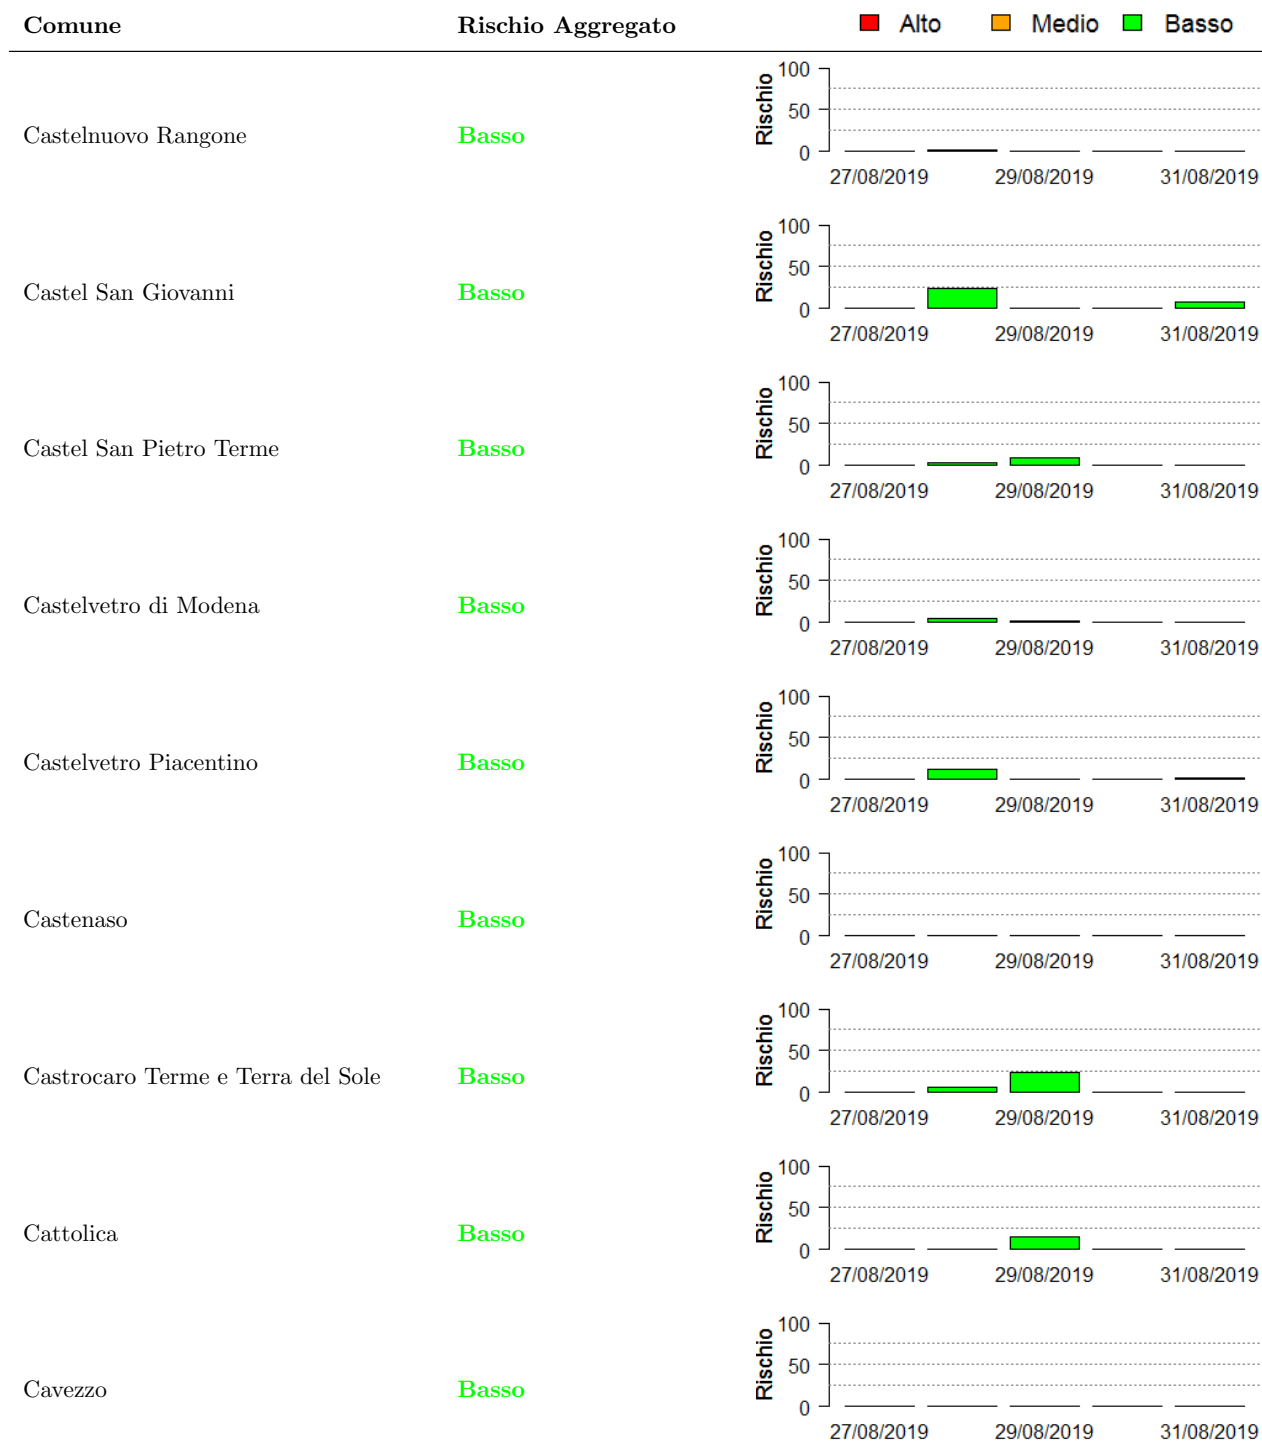 Comune Rischio Aggregato Alto Medio Basso
100
50
0
Rischio
Castelnuovo Rangone Basso
27/08/2019 29/08/2019 31/08/2019
100
50
0
Rischio
Castel San Giovanni Basso
27/08/2019 29/08/2019 31/08/2019
100
50
0
Rischio
Castel San Pietro Terme Basso
27/08/2019 29/08/2019 31/08/2019
100
50
0
Rischio
Castelvetro di Modena Basso
27/08/2019 29/08/2019 31/08/2019
100
50
0
Rischio
Castelvetro Piacentino Basso
27/08/2019 29/08/2019 31/08/2019
100
50
0
Rischio
Castenaso Basso
27/08/2019 29/08/2019 31/08/2019
100
50
0
Rischio
Castrocaro Terme e Terra del Sole Basso
27/08/2019 29/08/2019 31/08/2019
100
50
0
Rischio
Cattolica Basso
27/08/2019 29/08/2019 31/08/2019
100
50
0
Rischio
Cavezzo Basso
27/08/2019 29/08/2019 31/08/2019